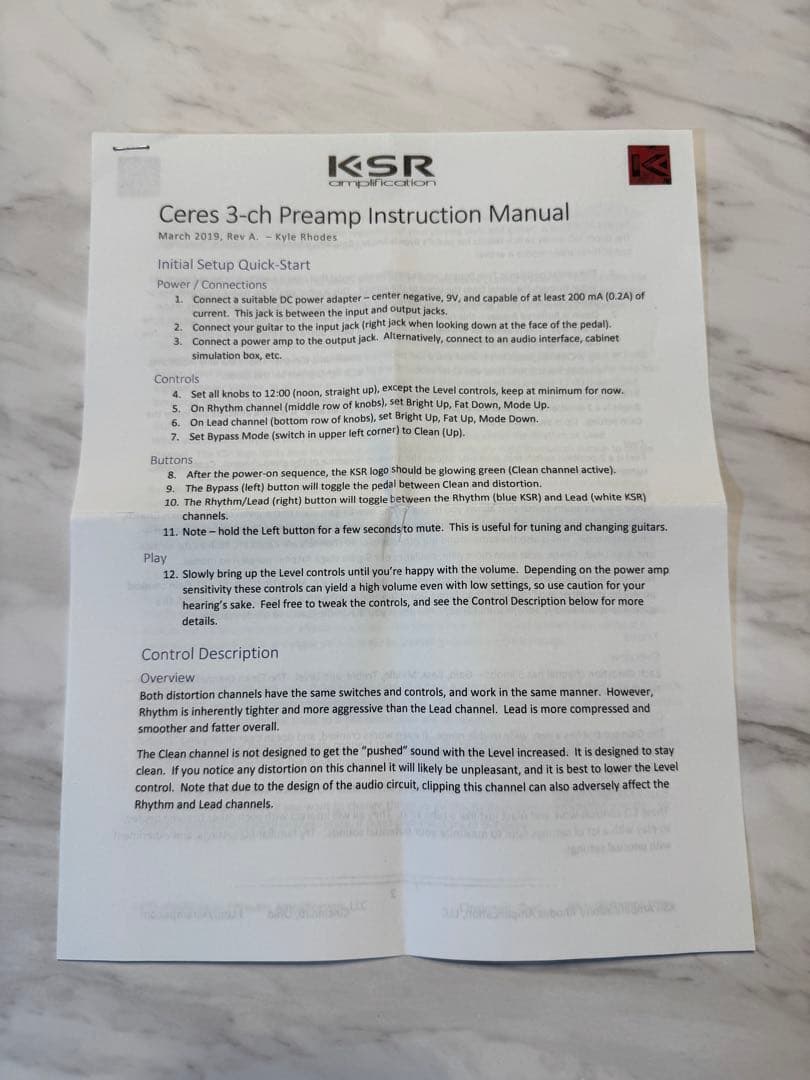 KSR
amplification
Ceres 3-ch Preamp Instruction Manual
March 2019, Rev A. – Kyle Rhodes
Initial Setup Quick-Start
Power / Connections
1. Connect a suitable DC power adapter – center negative, 9V, and capable of at least 200 mA (0.2A) of
current. This jack is between the input and output jacks.
2. Connect your guitar to the input jack (right jack when looking down at the face of the pedal).
3. Connect a power amp to the output jack. Alternatively, connect to an audio interface, cabinet
simulation box, etc.
Controls
4. Set all knobs to 12:00 (noon, straight up), except the Level controls, keep at minimum for now.
5. On Rhythm channel (middle row of knobs), set Bright Up, Fat Down, Mode Up.
6. On Lead channel (bottom row of knobs), set Bright Up, Fat Up, Mode Down.
7. Set Bypass Mode (switch in upper left corner) to Clean (Up).
Buttons
8. After the power-on sequence, the KSR logo should be glowing green (Clean channel active).
9. The Bypass (left) button will toggle the pedal between Clean and distortion.
10. The Rhythm/Lead (right) button will toggle between the Rhythm (blue KSR) and Lead (white KSR)
channels.
11. Note – hold the Left button for a few seconds to mute. This is useful for tuning and changing guitars.
Play
12. Slowly bring up the Level controls until you're happy with the volume. Depending on the power amp
sensitivity these controls can yield a high volume even with low settings, so use caution for your
hearing's sake. Feel free to tweak the controls, and see the Control Description below for more
details.
Control Description
Overview
Both distortion channels have the same switches and controls, and work in the same manner. However,
Rhythm is inherently tighter and more aggressive than the Lead channel. Lead is more compressed and
smoother and fatter overall.
The Clean channel is not designed to get the "pushed" sound with the Level increased. It is designed to stay
clean. If you notice any distortion on this channel it will likely be unpleasant, and it is best to lower the Level
control. Note that due to the design of the audio circuit, clipping this channel can also adversely affect the
Rhythm and Lead channels.